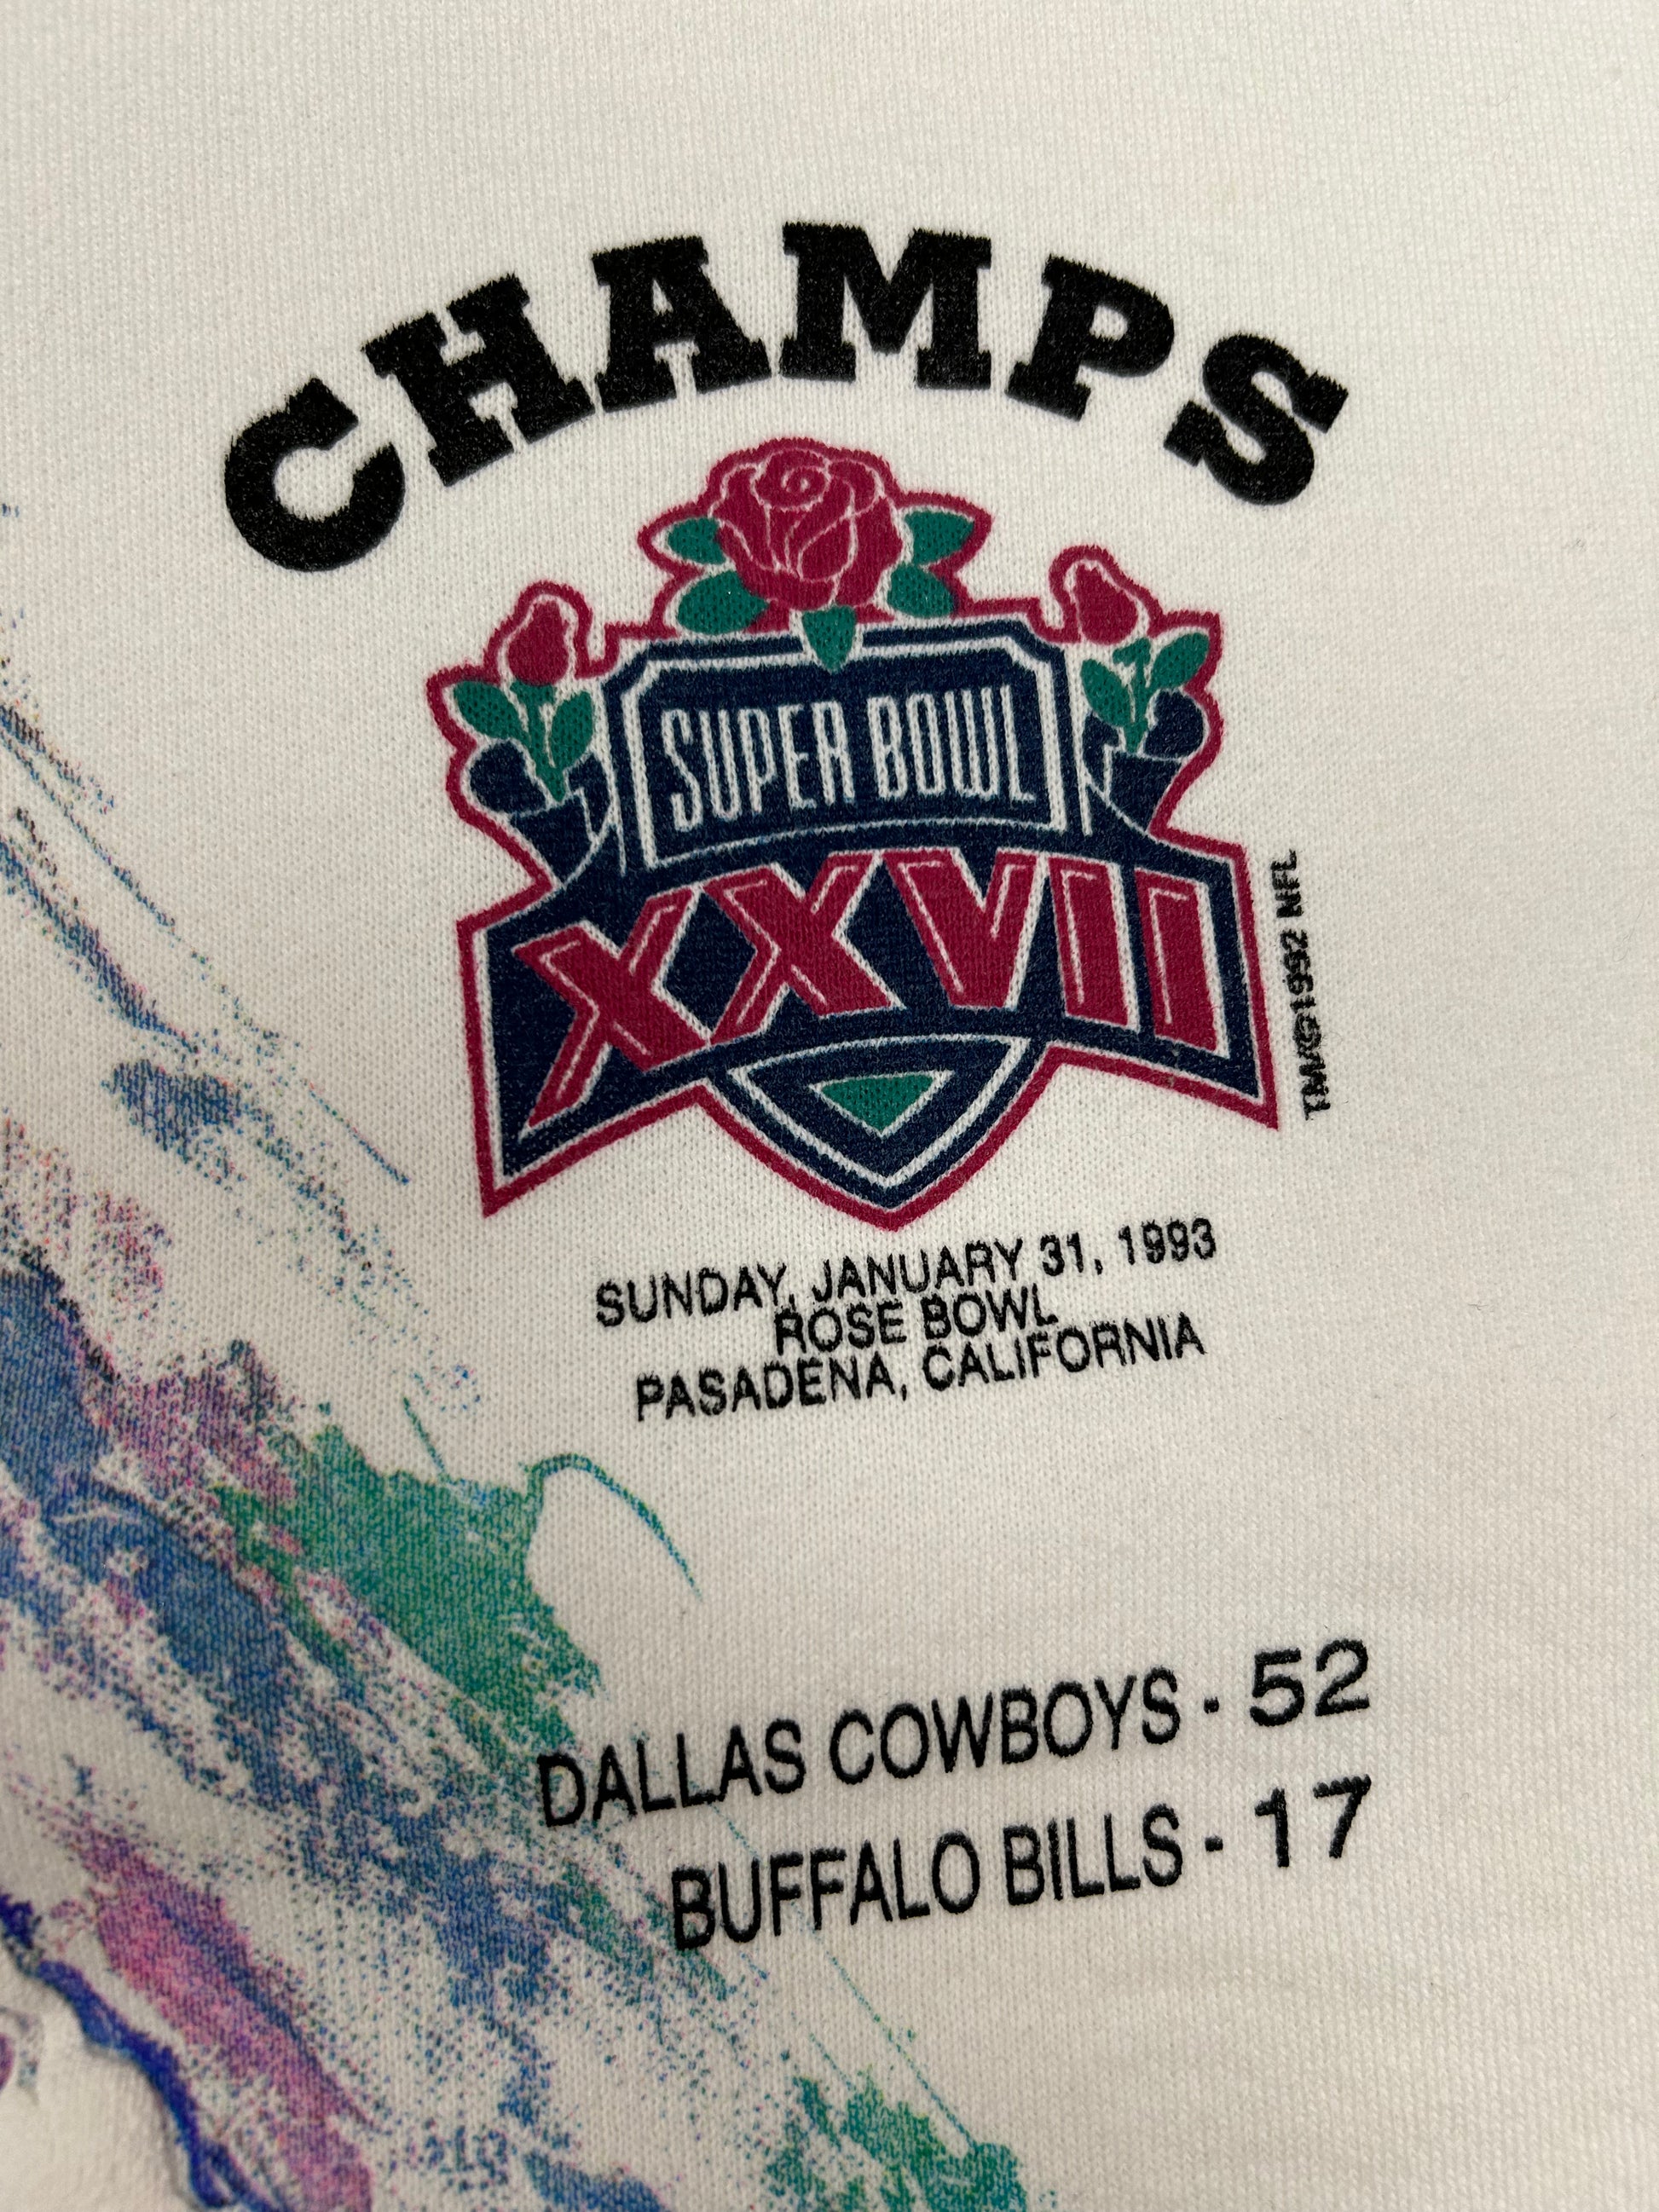 CHAMPS
SUPER BOWL
XXVII
TM/©1992 NFL
SUNDAY, JANUARY 31, 1993
ROSE BOWL
PASADENA, CALIFORNIA
DALLAS COWBOYS - 52
BUFFALO BILLS - 17